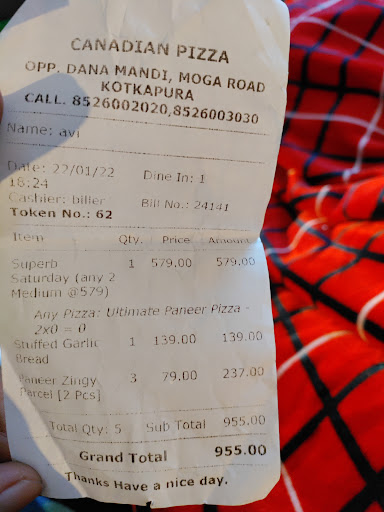 CANADIAN PIZZA
OPP. DANA MANDI, MOGA ROAD
KOTKAPURA
CALL. 8526002020,8526003030
Name: avi
Date: 22/01/22 Dine In: 1
18:24
Cashier: biller Bill No.: 24141
Token No.: 62
Item Qty. Price Amount
Superb 1 579.00 579.00
Saturday (any 2
Medium @579)
Any Pizza: Ultimate Paneer Pizza -
2x0 = 0
Stuffed Garlic 1 139.00 139.00
Bread
Paneer Zingy 3 79.00 237.00
Parcel [2 Pcs]
Total Qty: 5 Sub Total 955.00
Grand Total 955.00
Thanks Have a nice day.